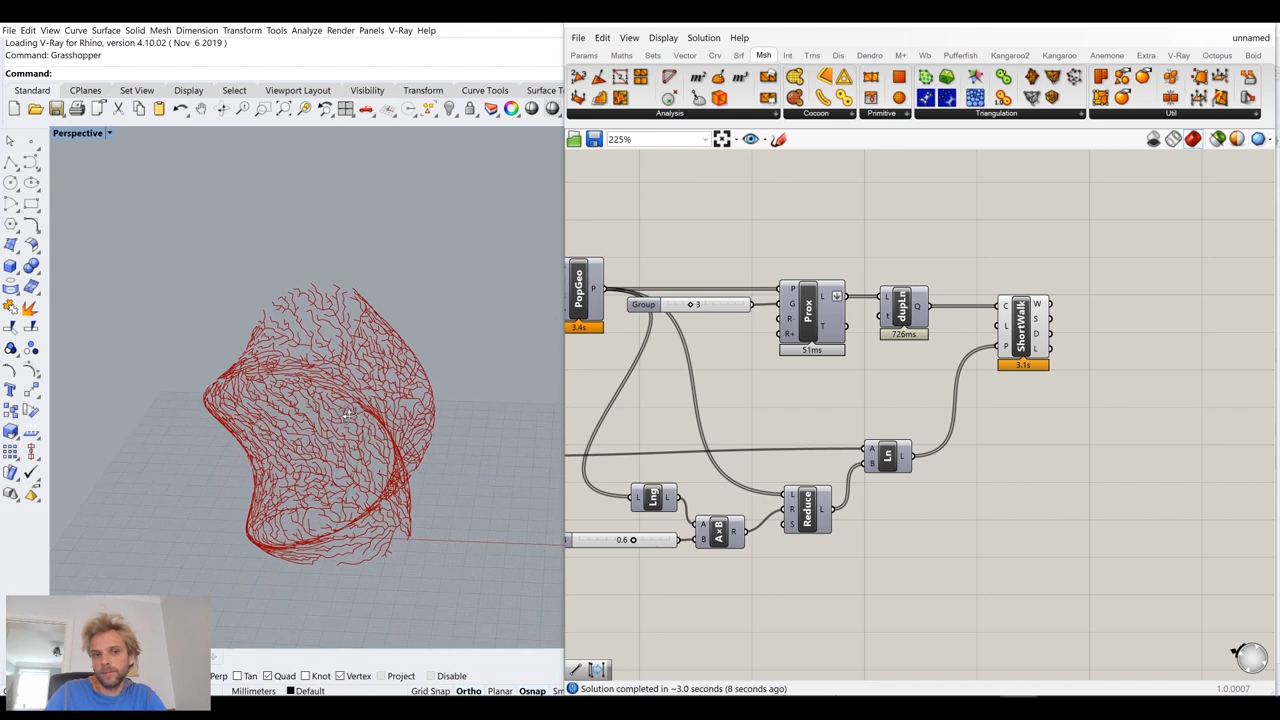 File Edit View Curve Surface Solid Mesh Dimension Transform Tools Analyze Render Panels V-Ray Help
Loading V-Ray for Rhino, version 4.10.02 ( Nov 6 2019 )
Command: Grasshopper
Command:
Standard CPlanes Set View Display Select Viewport Layout Visibility Transform Curve Tools Surface To
Perspective
File Edit View Display Solution Help unnamed
Params Maths Sets Vector Crv Srf Msh Int Trns Dis Dendro M+ Wb Pufferfish Kangaroo2 Kangaroo Anemone Extra V-Ray Octopus Boid
Analysis Cocoon Primitive Triangulation Util
225%
PopGeo
P
3.4s
Group 3
P
G
R-
R+
Prox
L
T
51ms
L
t
dupLn
Q
726ms
C
L
P
ShortWalk
W
S
D
L
3.1s
A
B
Ln
L
L Lng L
0.6
A
B
A×B
R
L
R
S
Reduce
L
Perp Tan Quad Knot Vertex Project Disable
Millimeters Default Grid Snap Ortho Planar Osnap Sm
Solution completed in ~3.0 seconds (8 seconds ago) 1.0.0007